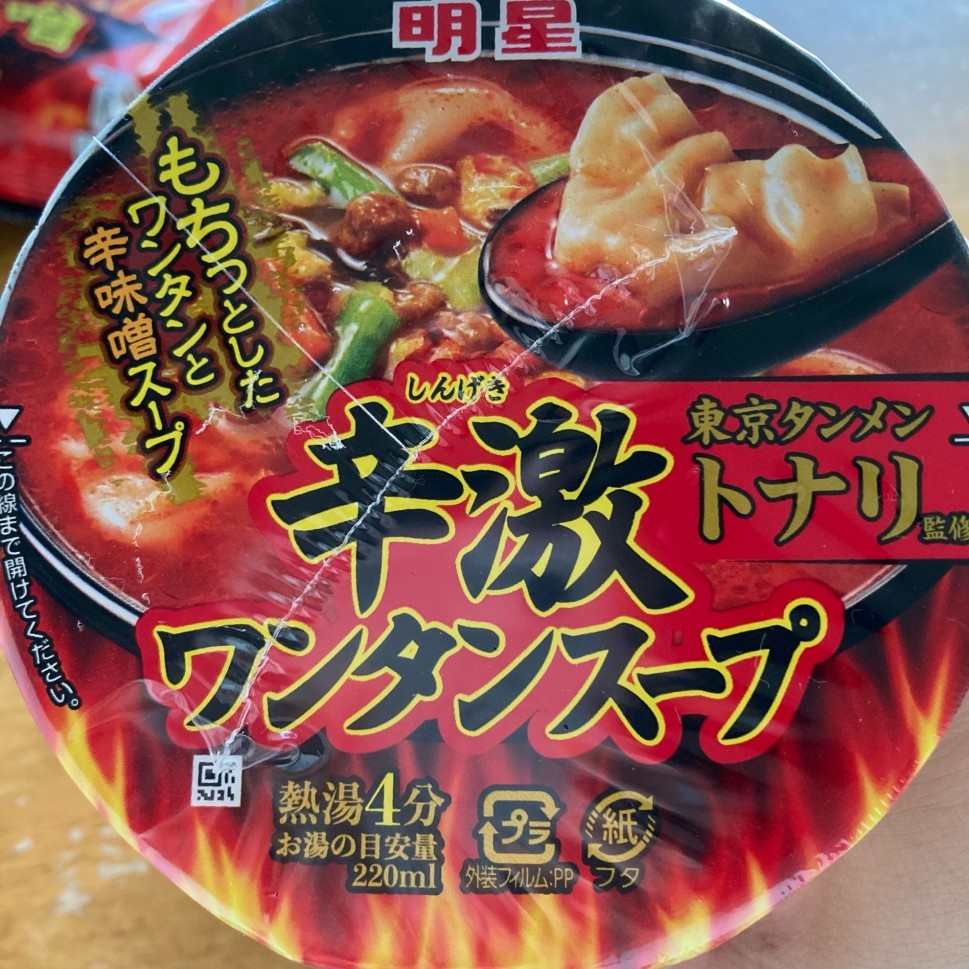 明星
もちっとした
ワンタンと
辛味噌スープ
しんげき
辛激
ワンタンスープ
東京タンメン
トナリ
監修
この線まで開けてください。
熱湯4分
お湯の目安量
220ml
プラ
外装フィルム:PP
紙
フタ